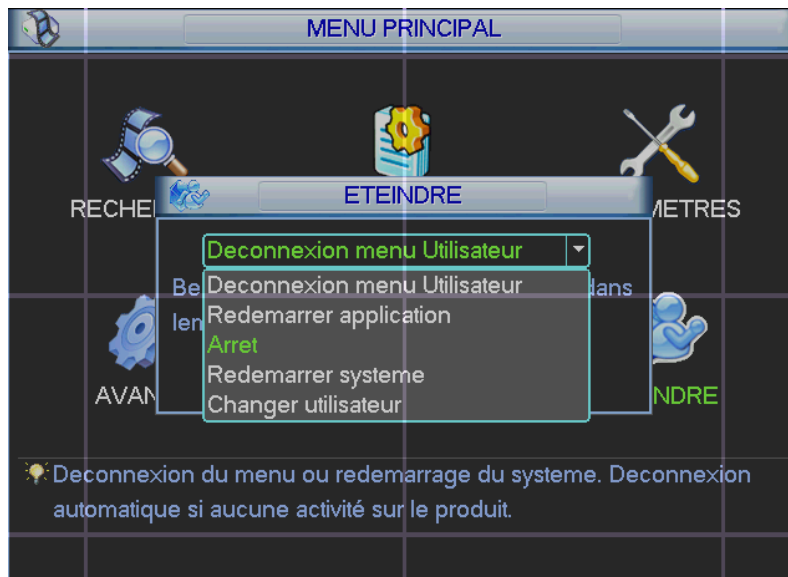 MENU PRINCIPAL
RECHE
METRES
ETEINDRE
Deconnexion menu Utilisateur
Be
dans
Deconnexion menu Utilisateur
len
Redemarrer application
Arret
Redemarrer systeme
Changer utilisateur
AVAN
NDRE
Deconnexion du menu ou redemarrage du systeme. Deconnexion
automatique si aucune activité sur le produit.